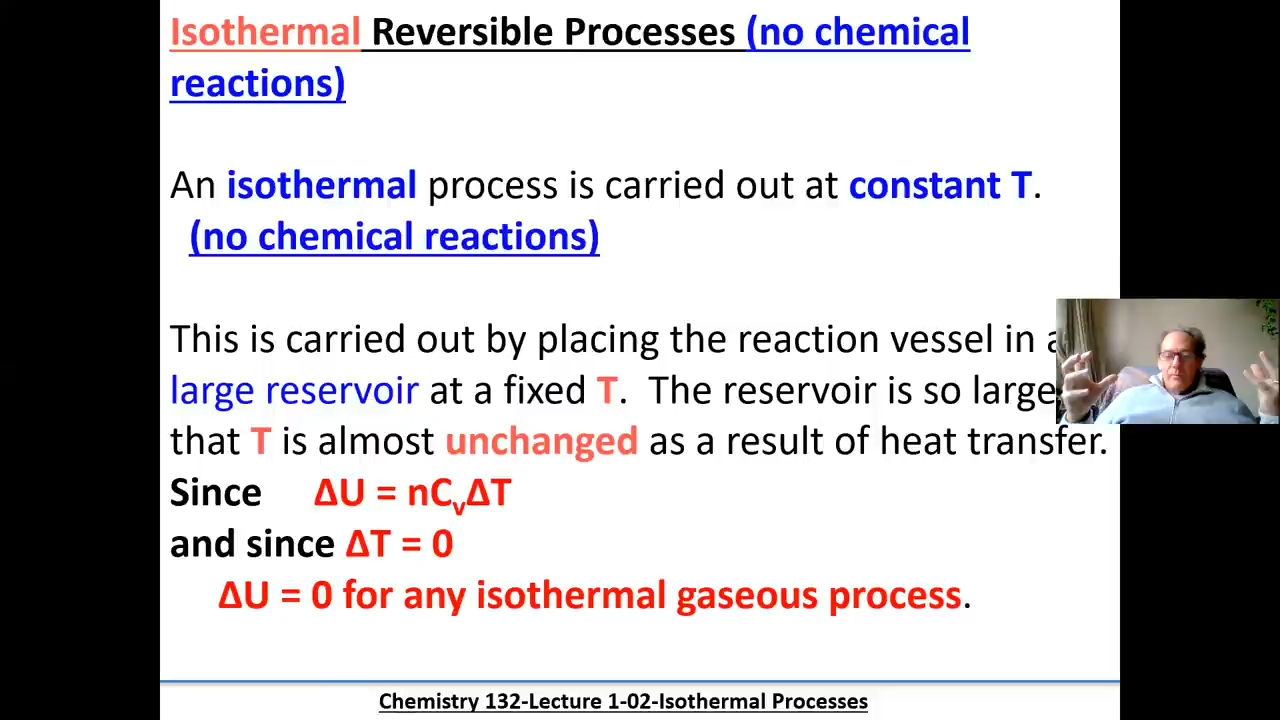 Isothermal Reversible Processes (no chemical
reactions)
An isothermal process is carried out at constant T.
(no chemical reactions)
This is carried out by placing the reaction vessel in
large reservoir at a fixed T. The reservoir is so large
that T is almost unchanged as a result of heat transfer.
Since ΔU = nCvΔT
and since ΔT = 0
ΔU = 0 for any isothermal gaseous process.
Chemistry 132-Lecture 1-02-Isothermal Processes